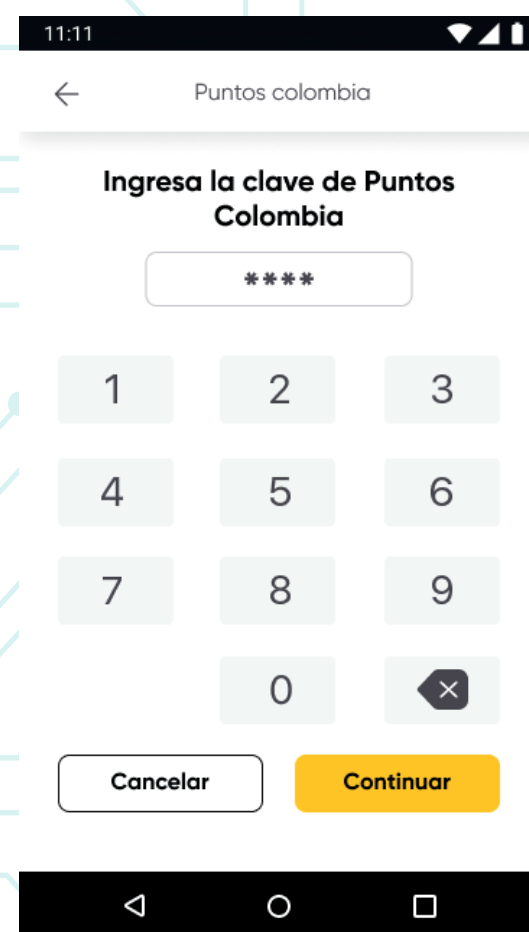 11:11
Puntos colombia
Ingresa la clave de Puntos
Colombia
****
1 2 3
4 5 6
7 8 9
0
Cancelar Continuar